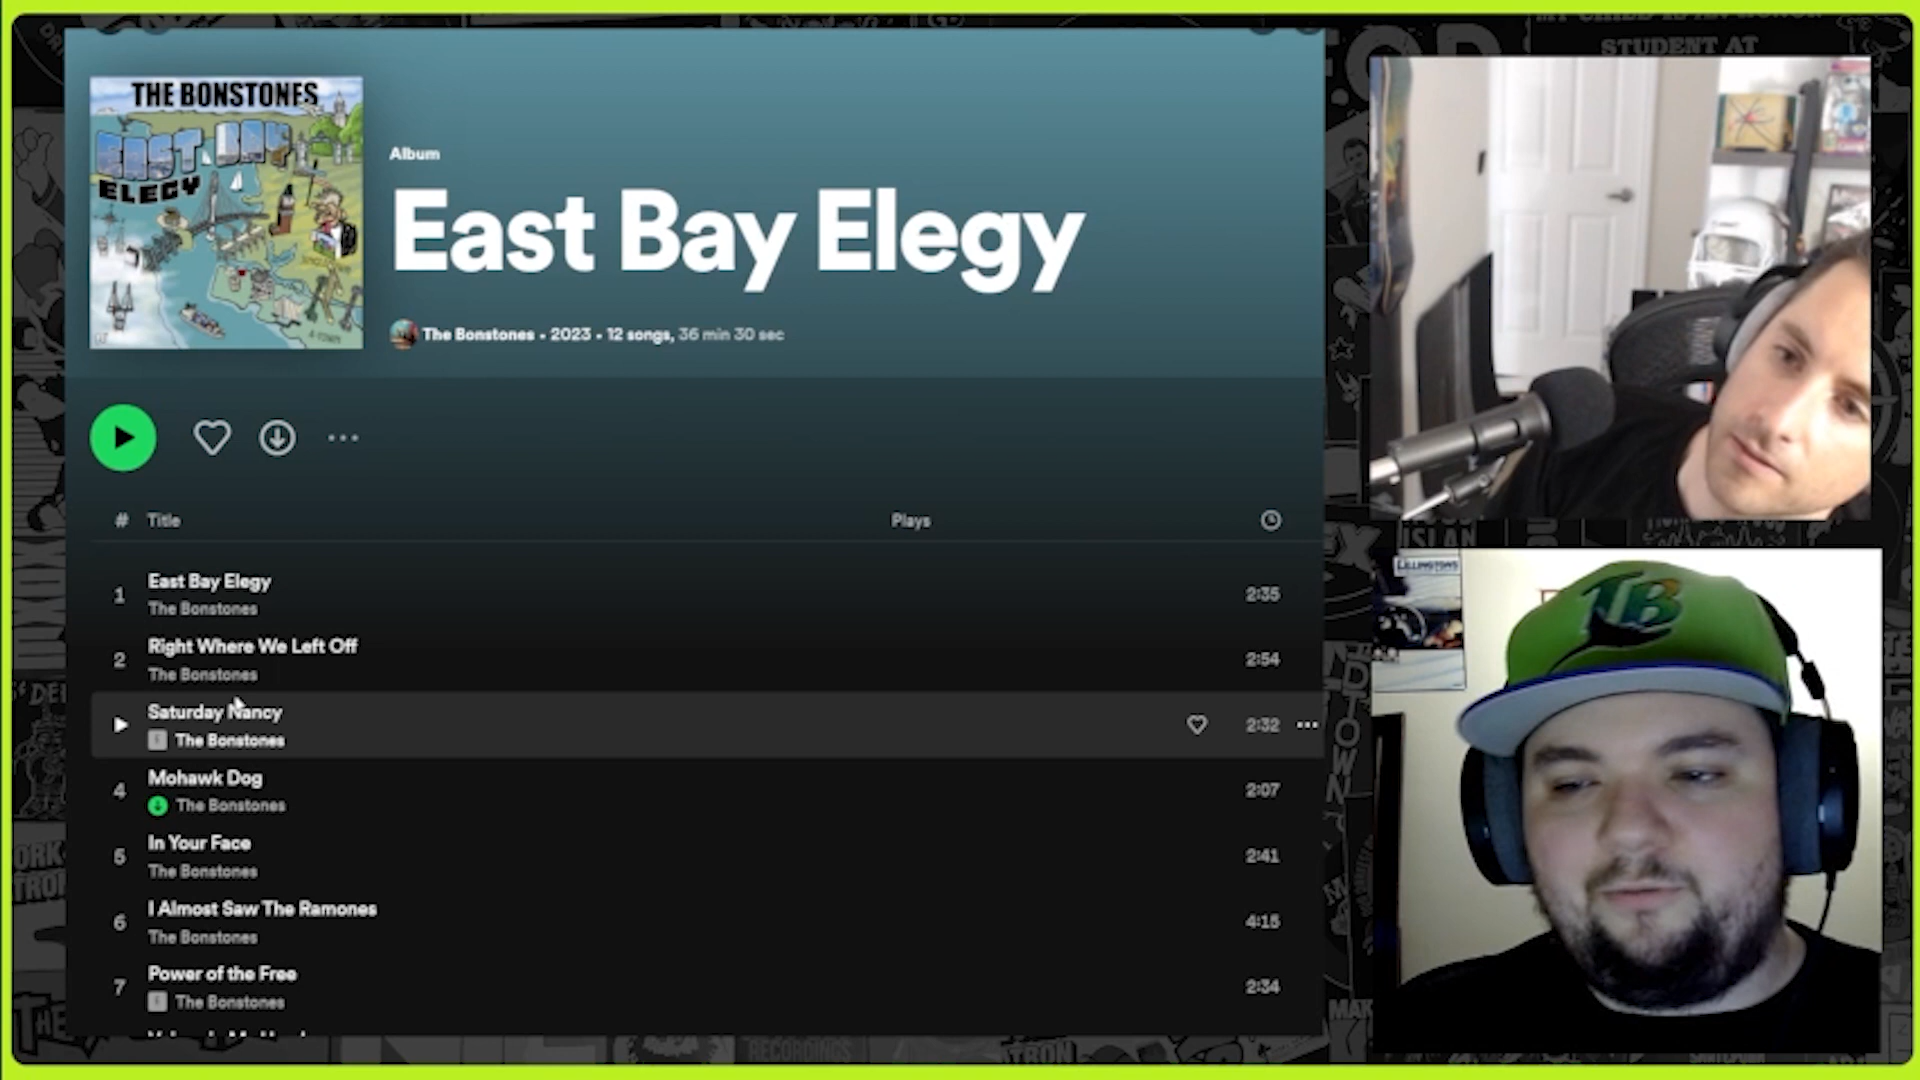 STUDENT AT
THE BONSTONES
EAST BAY
ELEGY
Album
East Bay Elegy
The Bonstones • 2023 • 12 songs, 36 min 30 sec
# Title Plays
1 East Bay Elegy 2:35
The Bonstones
2 Right Where We Left Off 2:54
The Bonstones
Saturday Nancy 2:32
E The Bonstones
4 Mohawk Dog 2:07
The Bonstones
5 In Your Face 2:41
The Bonstones
6 I Almost Saw The Ramones 4:15
The Bonstones
7 Power of the Free 2:34
E The Bonstones
LILLINGTONS
TB
RECORDINGS